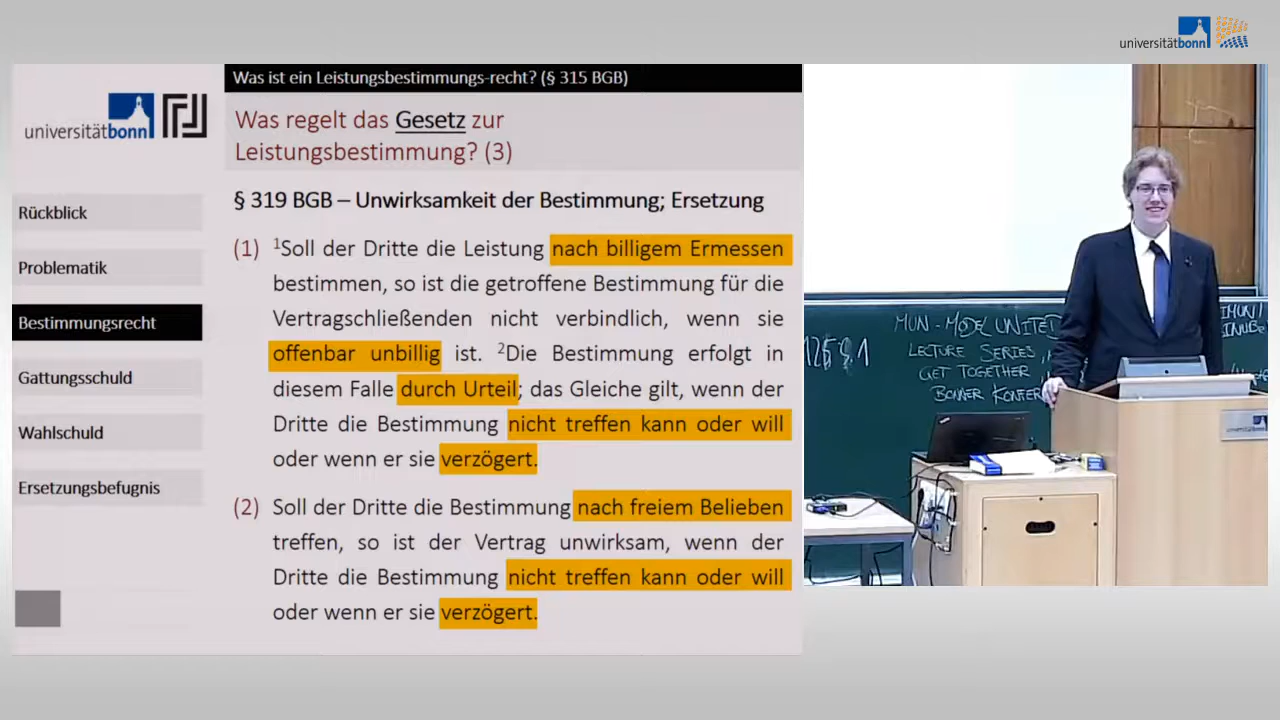 universitätbonn
Was ist ein Leistungsbestimmungs-recht? (§ 315 BGB)
universitätbonn
Was regelt das Gesetz zur
Leistungsbestimmung? (3)
Rückblick
Problematik
Bestimmungsrecht
Gattungsschuld
Wahlschuld
Ersetzungsbefugnis
§ 319 BGB – Unwirksamkeit der Bestimmung; Ersetzung
(1) ¹Soll der Dritte die Leistung nach billigem Ermessen
bestimmen, so ist die getroffene Bestimmung für die
Vertragschließenden nicht verbindlich, wenn sie
offenbar unbillig ist. ²Die Bestimmung erfolgt in
diesem Falle durch Urteil; das Gleiche gilt, wenn der
Dritte die Bestimmung nicht treffen kann oder will
oder wenn er sie verzögert.
(2) Soll der Dritte die Bestimmung nach freiem Belieben
treffen, so ist der Vertrag unwirksam, wenn der
Dritte die Bestimmung nicht treffen kann oder will
oder wenn er sie verzögert.
MUN - MODEL UNITED
LECTURE SERIES
GET TOGETHER
BONNER
universitätbonn